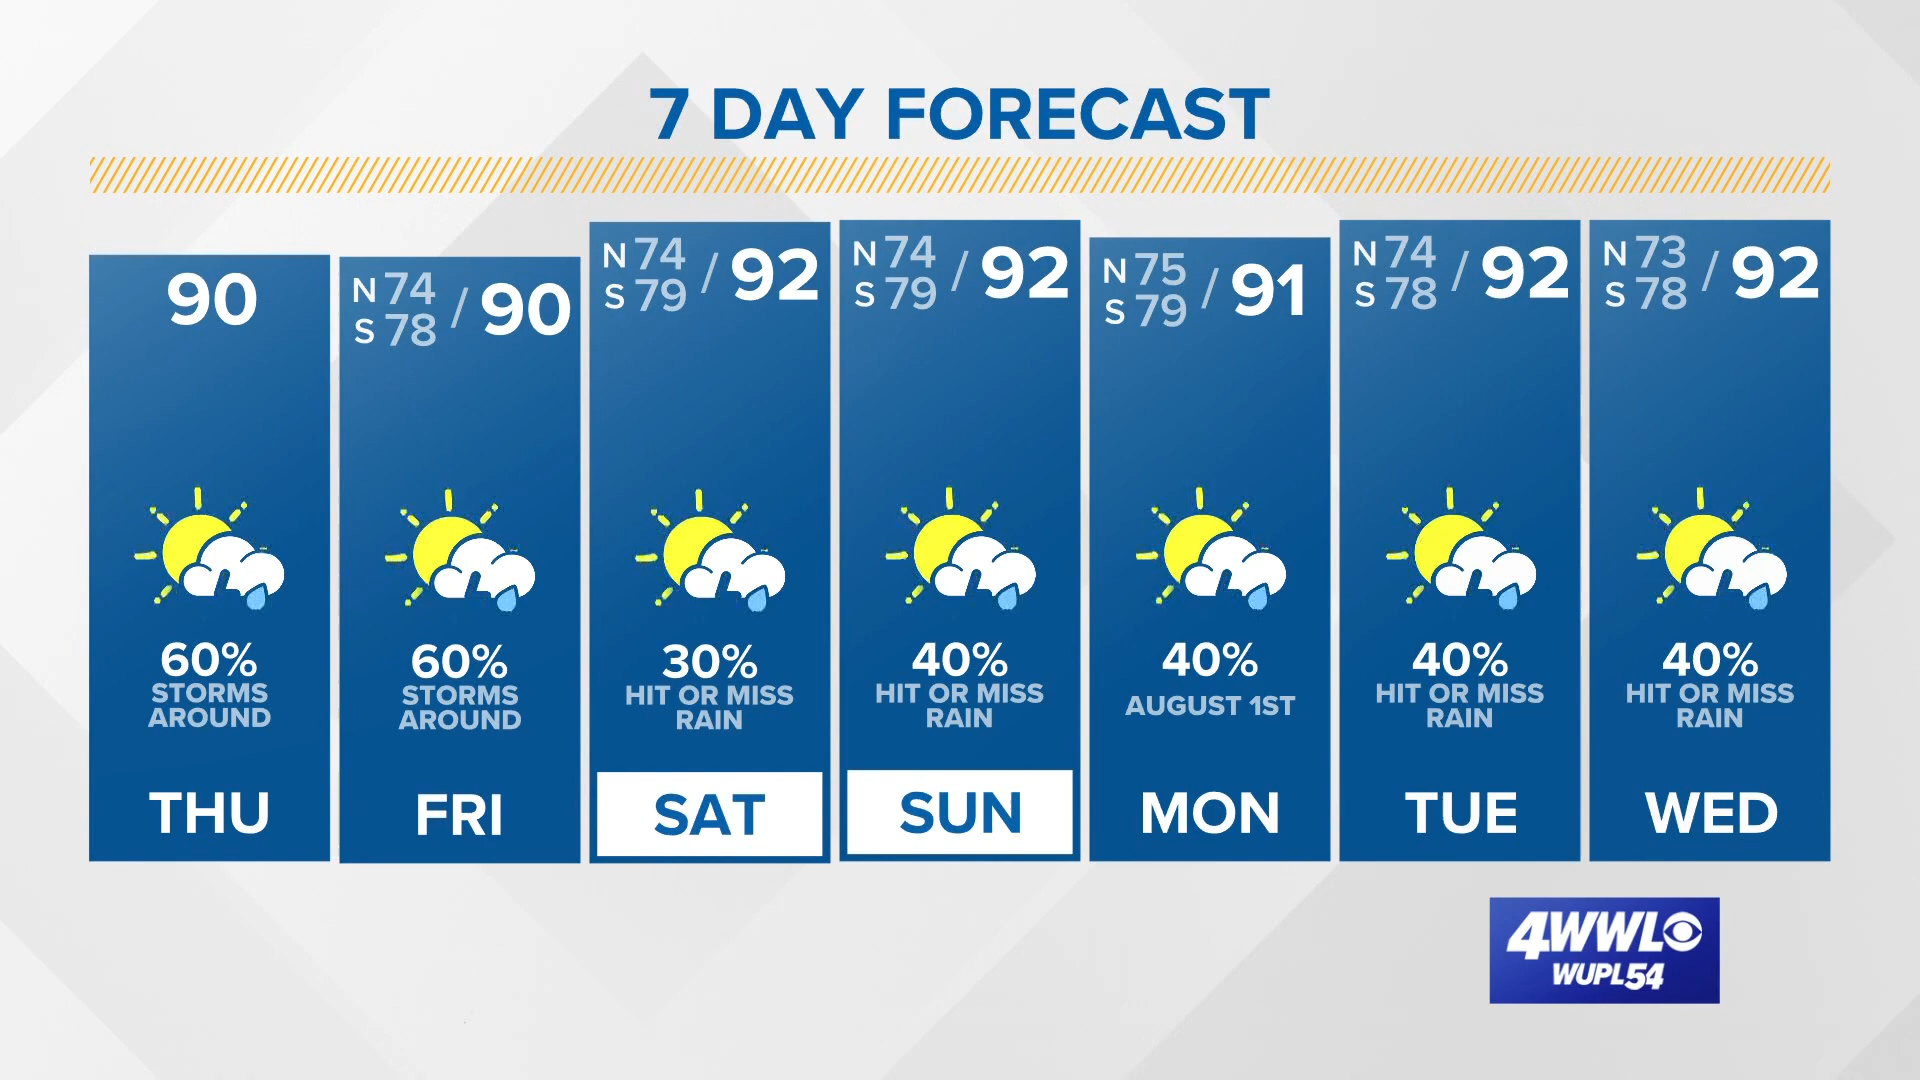 7 DAY FORECAST
90
60%
STORMS
AROUND
THU
N 74
S 78
/ 90
60%
STORMS
AROUND
FRI
N 74
S 79
/ 92
30%
HIT OR MISS
RAIN
SAT
N 74
S 79
/ 92
40%
HIT OR MISS
RAIN
SUN
N 75
S 79
/ 91
40%
AUGUST 1ST
MON
N 74
S 78
/ 92
40%
HIT OR MISS
RAIN
TUE
N 73
S 78
/ 92
40%
HIT OR MISS
RAIN
WED
4WWL
WUPL54